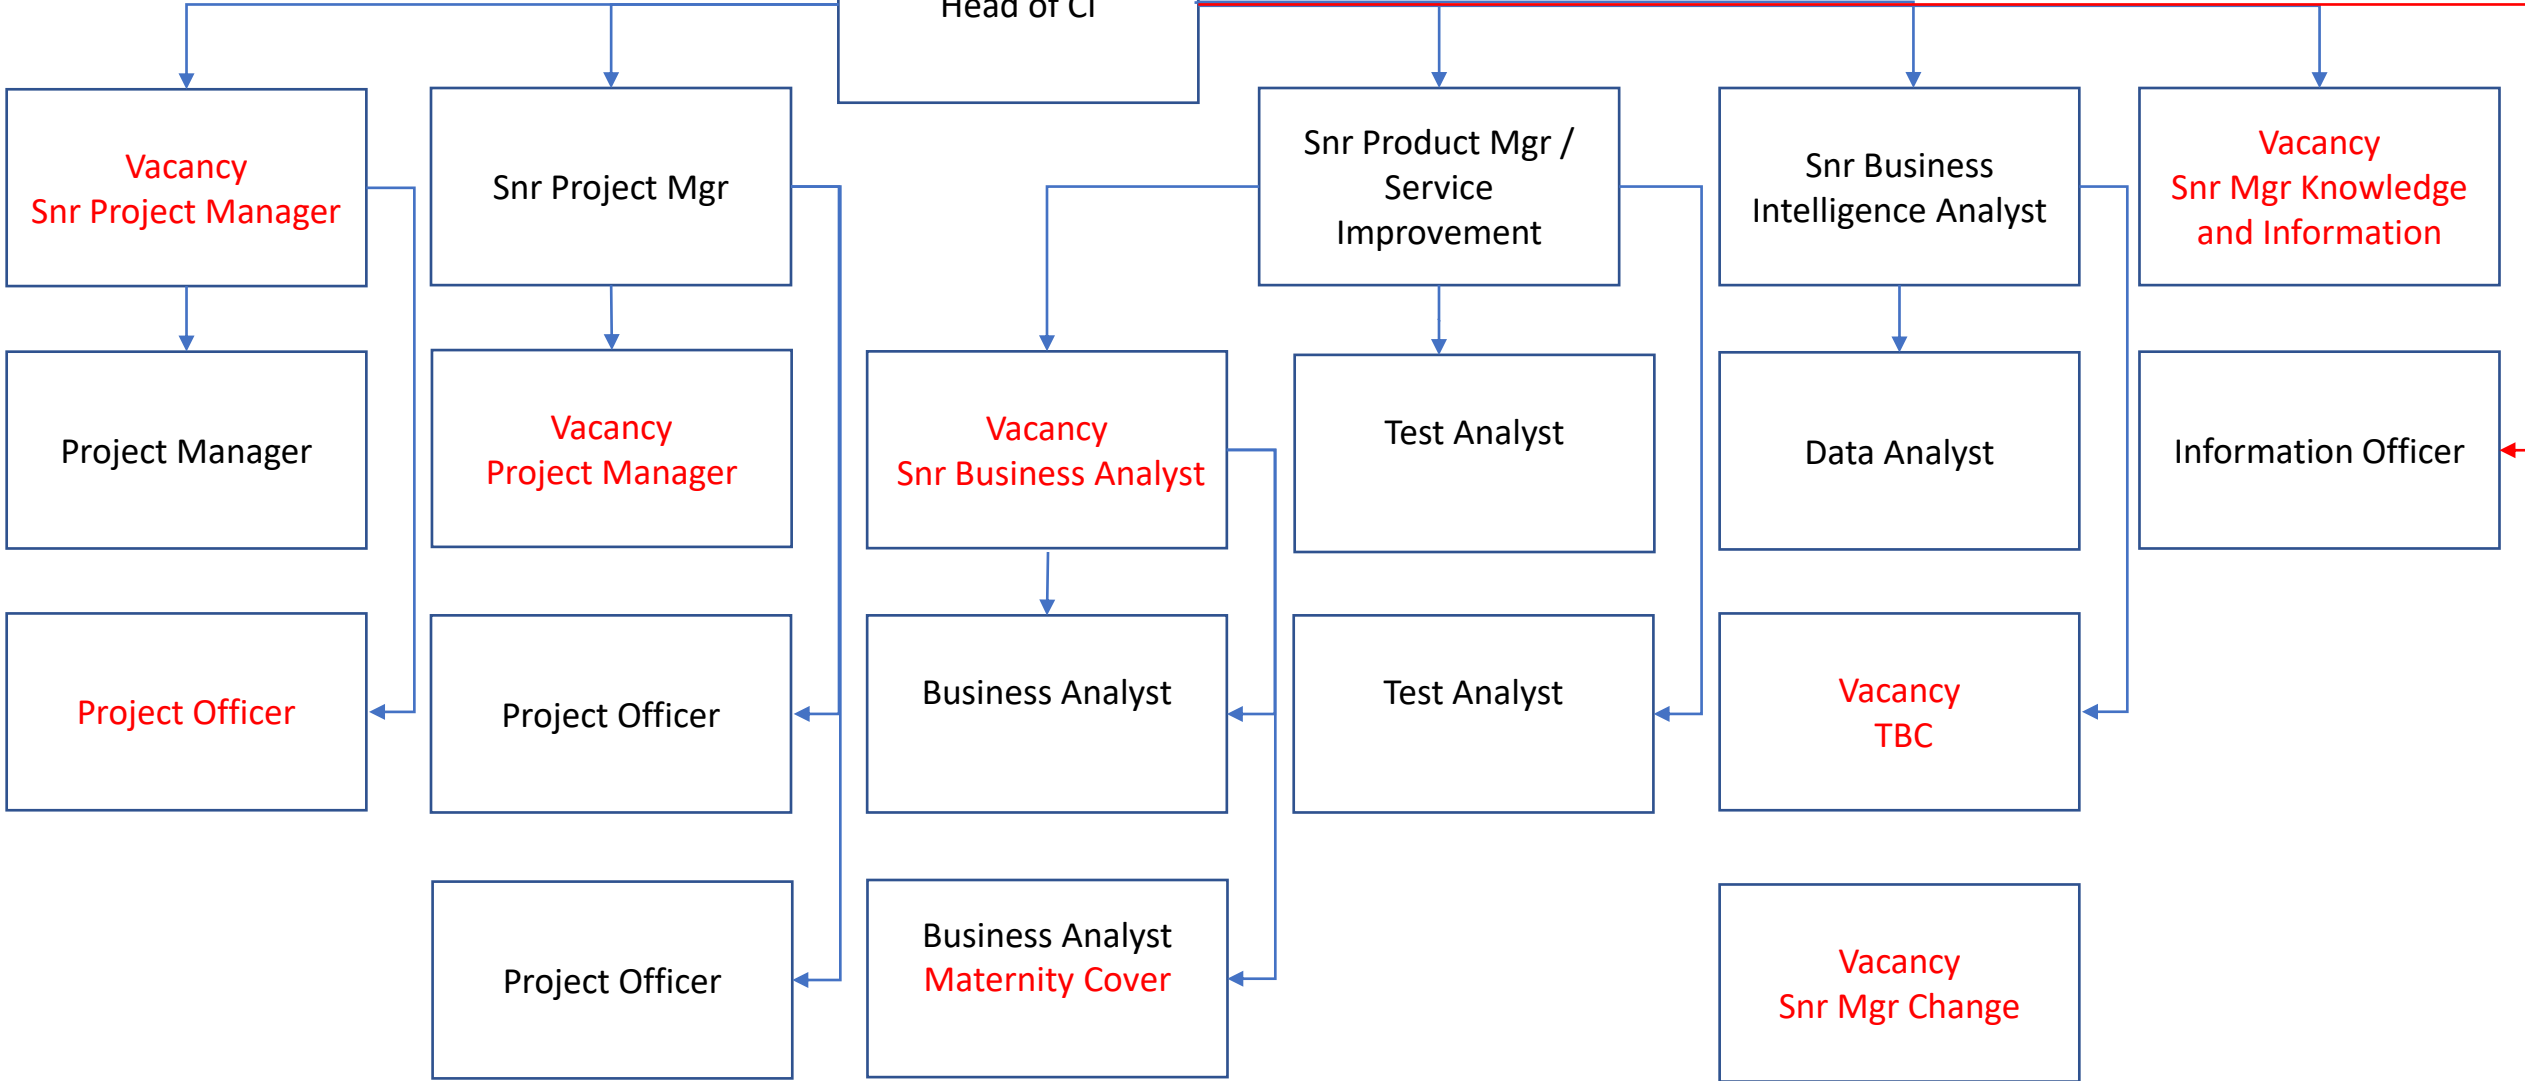 Head of CI
Vacancy
Snr Project Manager
Snr Project Mgr
Snr Product Mgr /
Service
Improvement
Snr Business
Intelligence Analyst
Vacancy
Snr Mgr Knowledge
and Information
Project Manager
Vacancy
Project Manager
Vacancy
Snr Business Analyst
Test Analyst
Data Analyst
Information Officer
Project Officer
Project Officer
Business Analyst
Test Analyst
Vacancy
TBC
Project Officer
Business Analyst
Maternity Cover
Vacancy
Snr Mgr Change